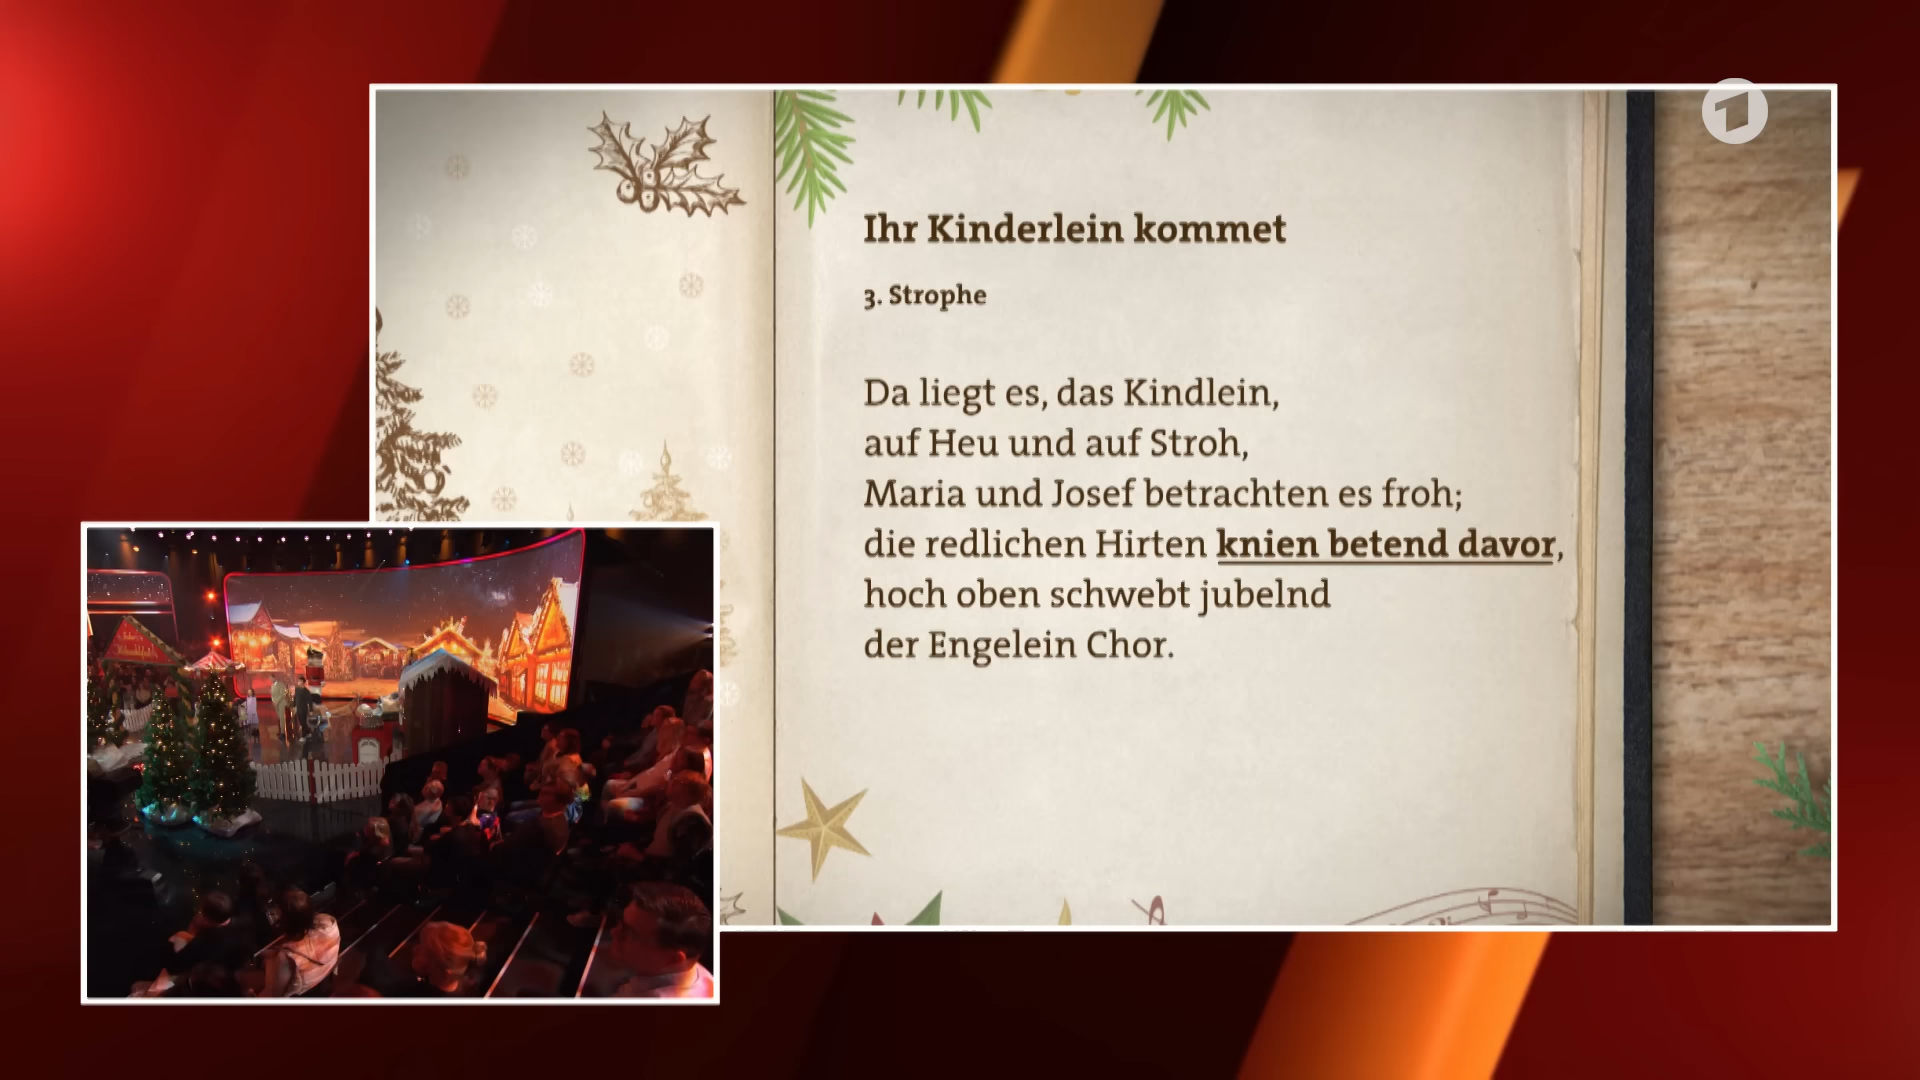 Ihr Kinderlein kommet
3. Strophe
Da liegt es, das Kindlein,
auf Heu und auf Stroh,
Maria und Josef betrachten es froh;
die redlichen Hirten knien betend davor,
hoch oben schwebt jubelnd
der Engelein Chor.